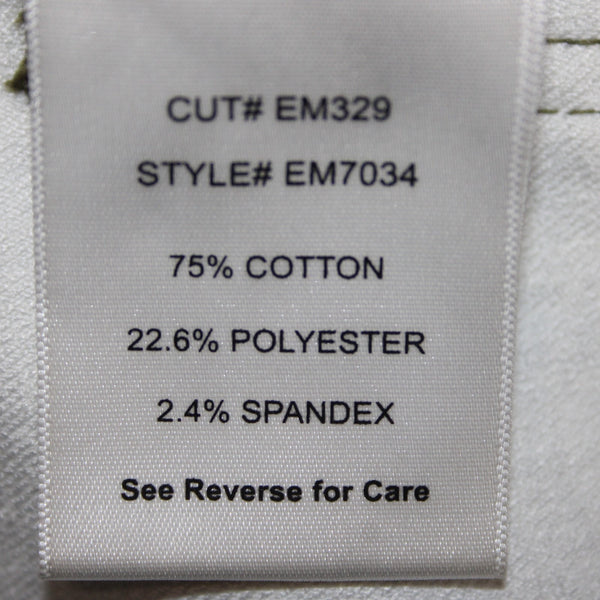 CUT# EM329
STYLE# EM7034
75% COTTON
22.6% POLYESTER
2.4% SPANDEX
See Reverse for Care